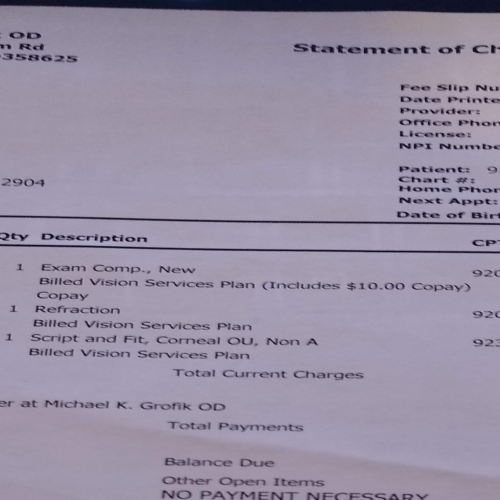 OD
Statement of Ch
m Rd
358625
Fee Slip Nu
Date Printe
Provider:
Office Phon
License:
NPI Numbe
Patient: 9
2904
Chart #:
Home Phon
Next Appt:
Date of Birt
Qty Description CPT
1 Exam Comp., New 920
Billed Vision Services Plan (Includes $10.00 Copay)
Copay
1 Refraction 920
Billed Vision Services Plan
1 Script and Fit, Corneal OU, Non A 923
Billed Vision Services Plan
Total Current Charges
er at Michael K. Grofik OD
Total Payments
Balance Due
Other Open Items
NO PAYMENT NECESSARY